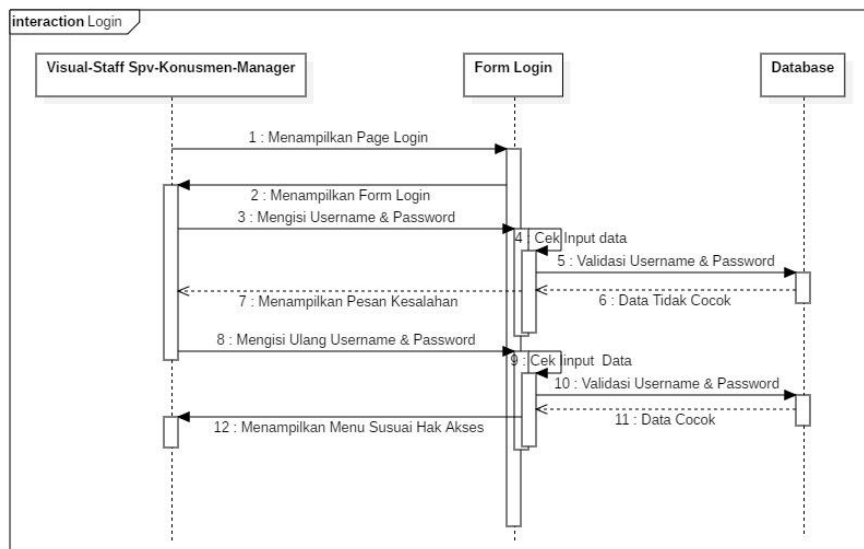 interaction Login
Visual-Staff Spv-Konusmen-Manager
Form Login
Database
1 : Menampilkan Page Login
2 : Menampilkan Form Login
3 : Mengisi Username & Password
4 : Cek Input data
5 : Validasi Username & Password
6 : Data Tidak Cocok
7 : Menampilkan Pesan Kesalahan
8 : Mengisi Ulang Username & Password
9 : Cek Iinput Data
10 : Validasi Username & Password
11 : Data Cocok
12 : Menampilkan Menu Susuai Hak Akses